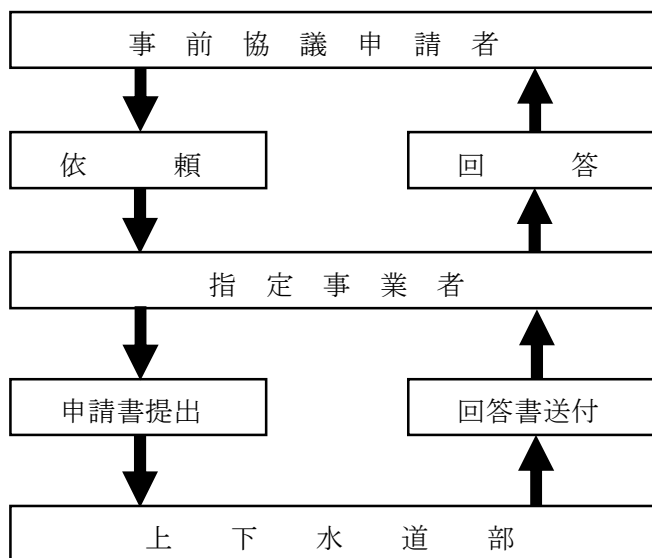 事前協議申請者
依頼
回答
指定事業者
申請書提出
回答書送付
上下水道部